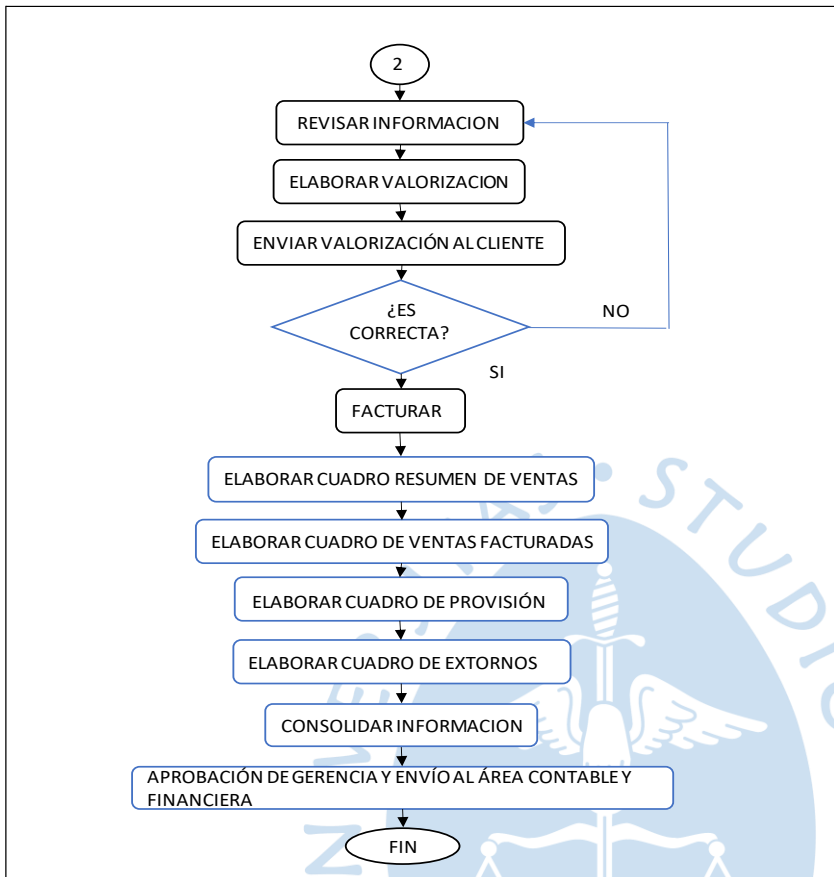 2
REVISAR INFORMACION
ELABORAR VALORIZACION
ENVIAR VALORIZACIÓN AL CLIENTE
¿ES
CORRECTA?
NO
SI
FACTURAR
ELABORAR CUADRO RESUMEN DE VENTAS
ELABORAR CUADRO DE VENTAS FACTURADAS
ELABORAR CUADRO DE PROVISIÓN
ELABORAR CUADRO DE EXTORNOS
CONSOLIDAR INFORMACION
APROBACIÓN DE GERENCIA Y ENVÍO AL ÁREA CONTABLE Y
FINANCIERA
FIN